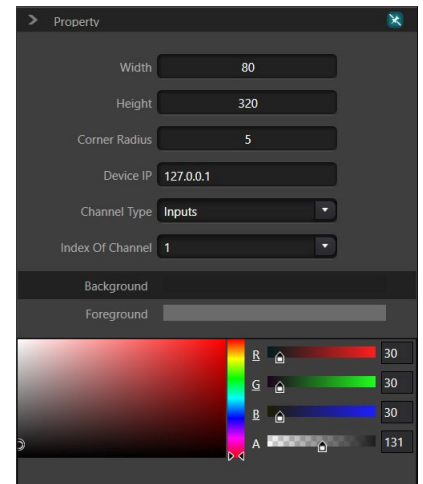 Property
Width 80
Height 320
Corner Radius 5
Device IP 127.0.0.1
Channel Type Inputs
Index Of Channel 1
Background
Foreground
R 30
G 30
B 30
A 131